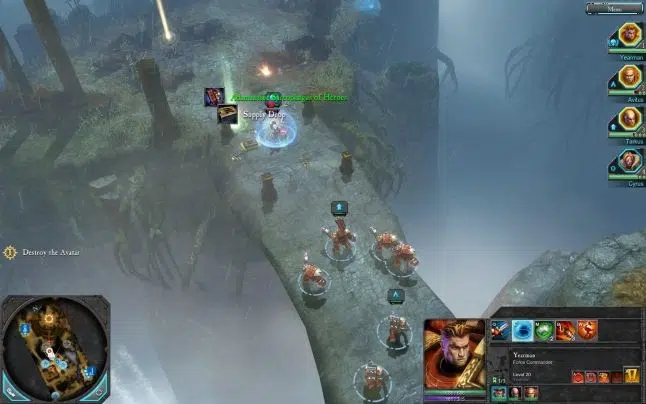 Menu
Yearman
Avitus
Tarkus
Cyrus
Supply Drop
Destroy the Avatar
Yearman
Force Commander
Level 20